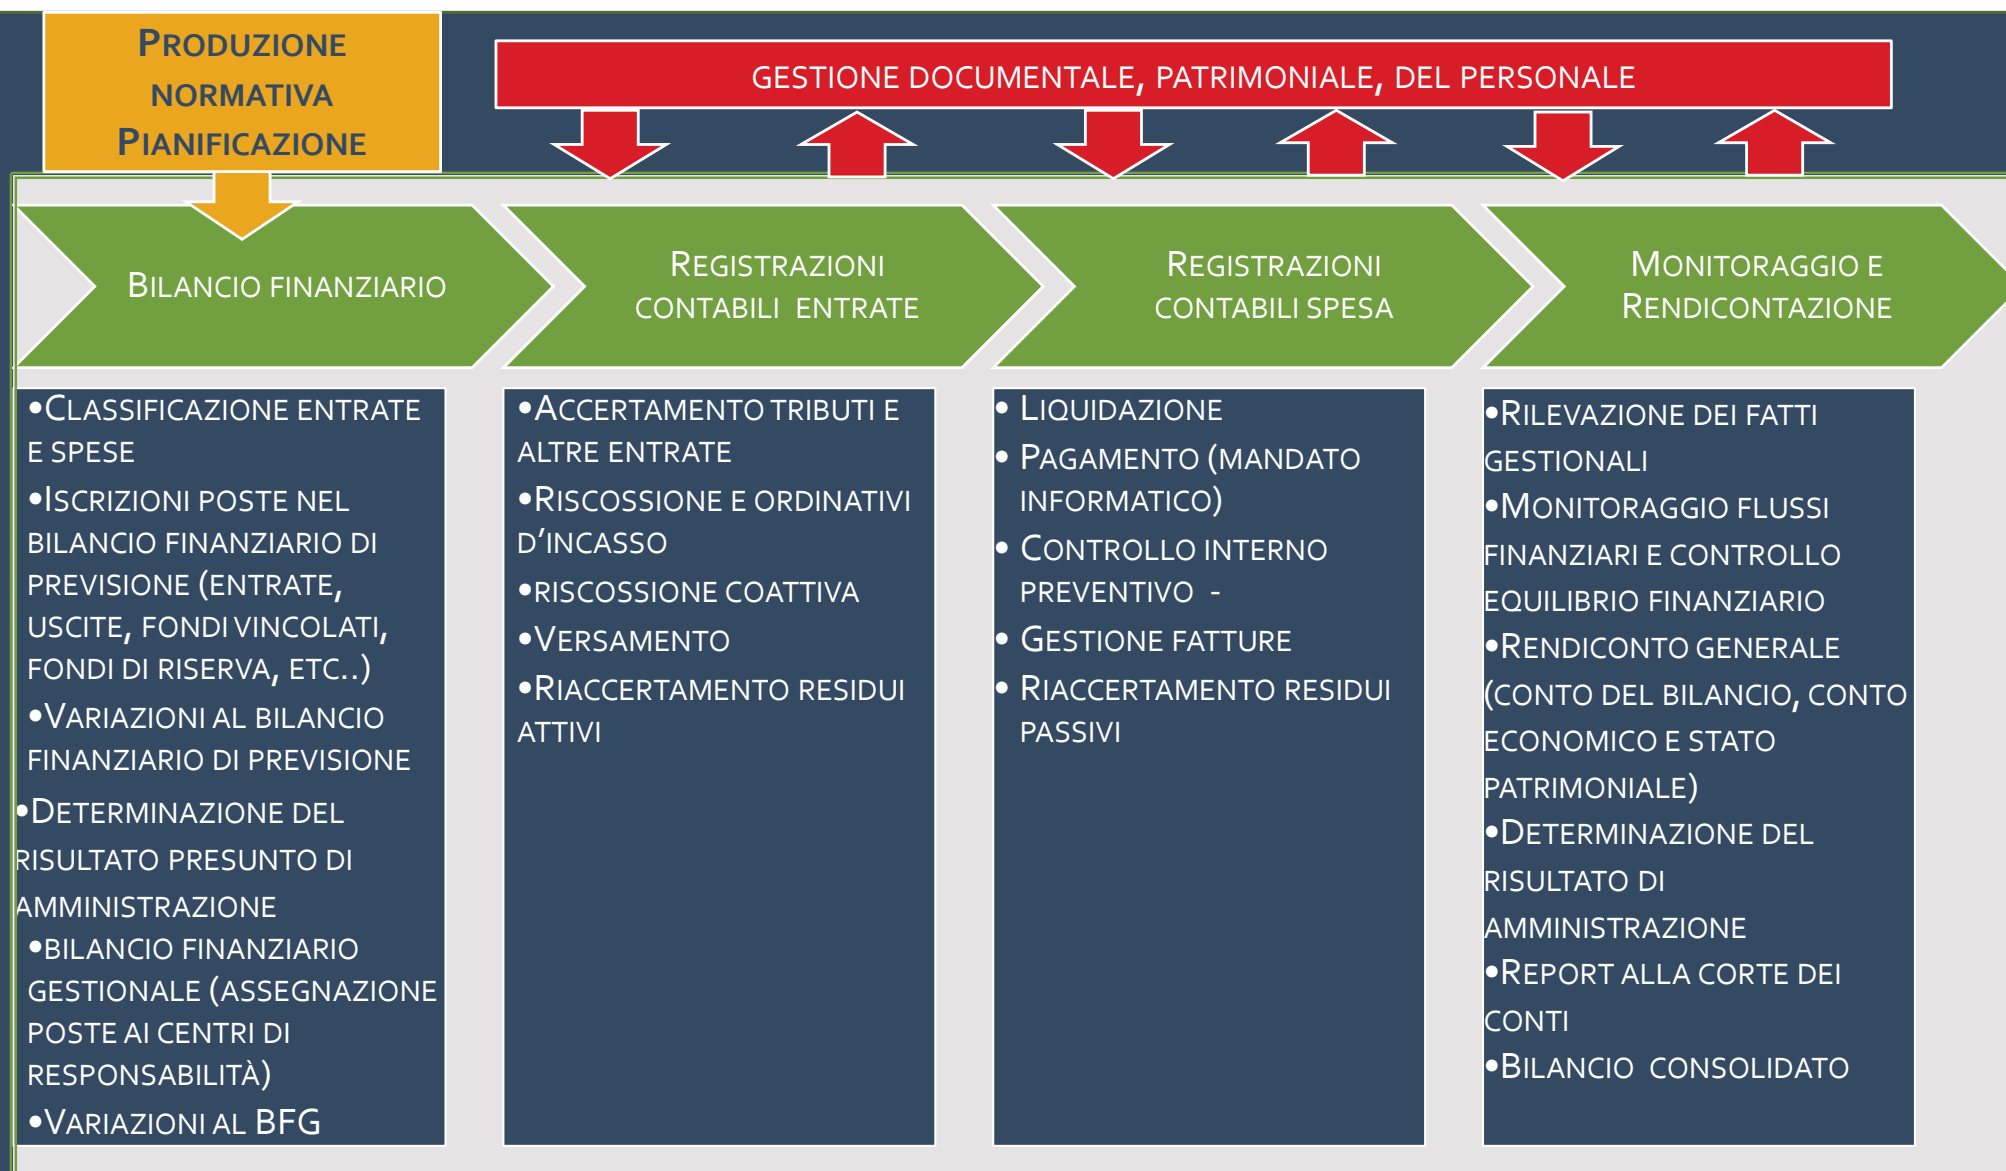 Produzione
normativa
Pianificazione
gestione documentale, patrimoniale, del personale
Bilancio finanziario
Registrazioni
contabili entrate
Registrazioni
contabili spesa
Monitoraggio e
Rendicontazione
•Classificazione entrate
e spese
•Iscrizioni poste nel
bilancio finanziario di
previsione (entrate,
uscite, fondi vincolati,
fondi di riserva, etc..)
•Variazioni al bilancio
finanziario di previsione
•Determinazione del
risultato presunto di
amministrazione
•bilancio finanziario
gestionale (assegnazione
poste ai centri di
responsabilità)
•Variazioni al BFG
•Accertamento tributi e
altre entrate
•Riscossione e ordinativi
d'incasso
•riscossione coattiva
•Versamento
•Riaccertamento residui
attivi
• Liquidazione
• Pagamento (mandato
informatico)
• Controllo interno
preventivo -
• Gestione fatture
• Riaccertamento residui
passivi
•Rilevazione dei fatti
gestionali
•Monitoraggio flussi
finanziari e controllo
equilibrio finanziario
•Rendiconto generale
(conto del bilancio, conto
economico e stato
patrimoniale)
•Determinazione del
risultato di
amministrazione
•Report alla corte dei
conti
•Bilancio consolidato